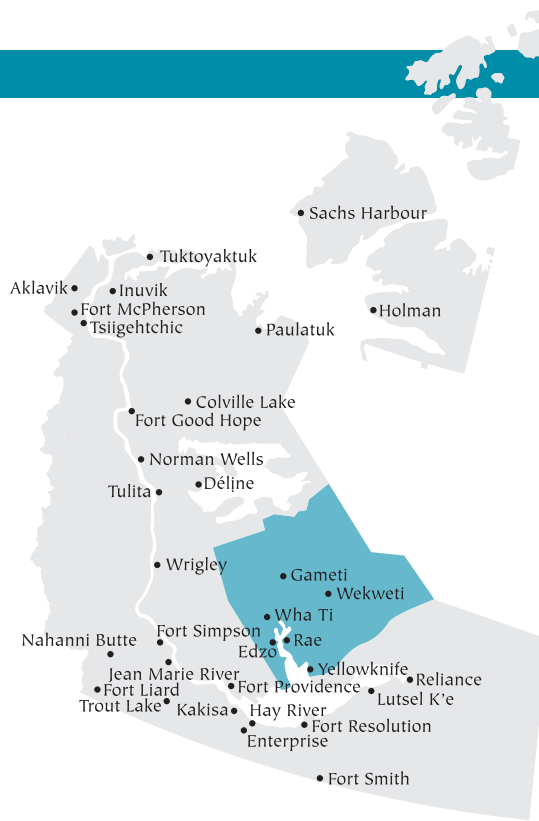 Sachs Harbour
Tuktoyaktuk
Aklavik
Inuvik
Fort McPherson
Tsiigehtchic
Holman
Paulatuk
Colville Lake
Fort Good Hope
Norman Wells
Délįne
Tulita
Wrigley
Gameti
Wekweti
Wha Ti
Fort Simpson
Nahanni Butte
Rae
Edzo
Yellowknife
Jean Marie River
Reliance
Fort Providence
Fort Liard
Lutsel K'e
Trout Lake
Kakisa
Hay River
Fort Resolution
Enterprise
Fort Smith